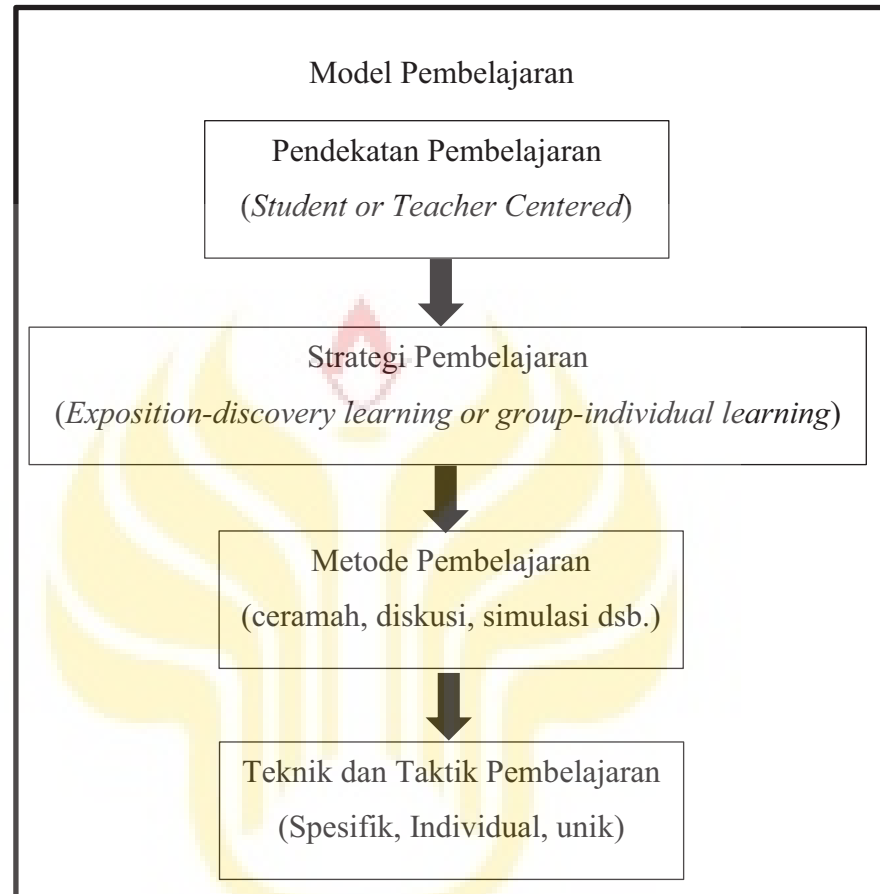 Model Pembelajaran
Pendekatan Pembelajaran
(Student or Teacher Centered)
Strategi Pembelajaran
(Exposition-discovery learning or group-individual learning)
Metode Pembelajaran
(ceramah, diskusi, simulasi dsb.)
Teknik dan Taktik Pembelajaran
(Spesifik, Individual, unik)